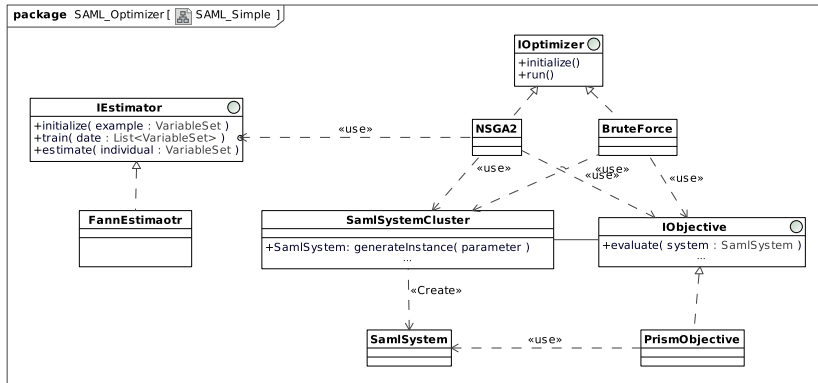 package SAML_Optimizer [ SAML_Simple ]
IOptimizer
+initialize()
+run()
IEstimator
+initialize( example : VariableSet )
+train( date : List<VariableSet> )
+estimate( individual : VariableSet )
«use»
NSGA2
BruteForce
«use»
«use»
«use»
«use»
FannEstimaotr
SamlSystemCluster
+SamlSystem: generateInstance( parameter )
...
IObjective
+evaluate( system : SamlSystem )
...
«Create»
SamlSystem
«use»
PrismObjective